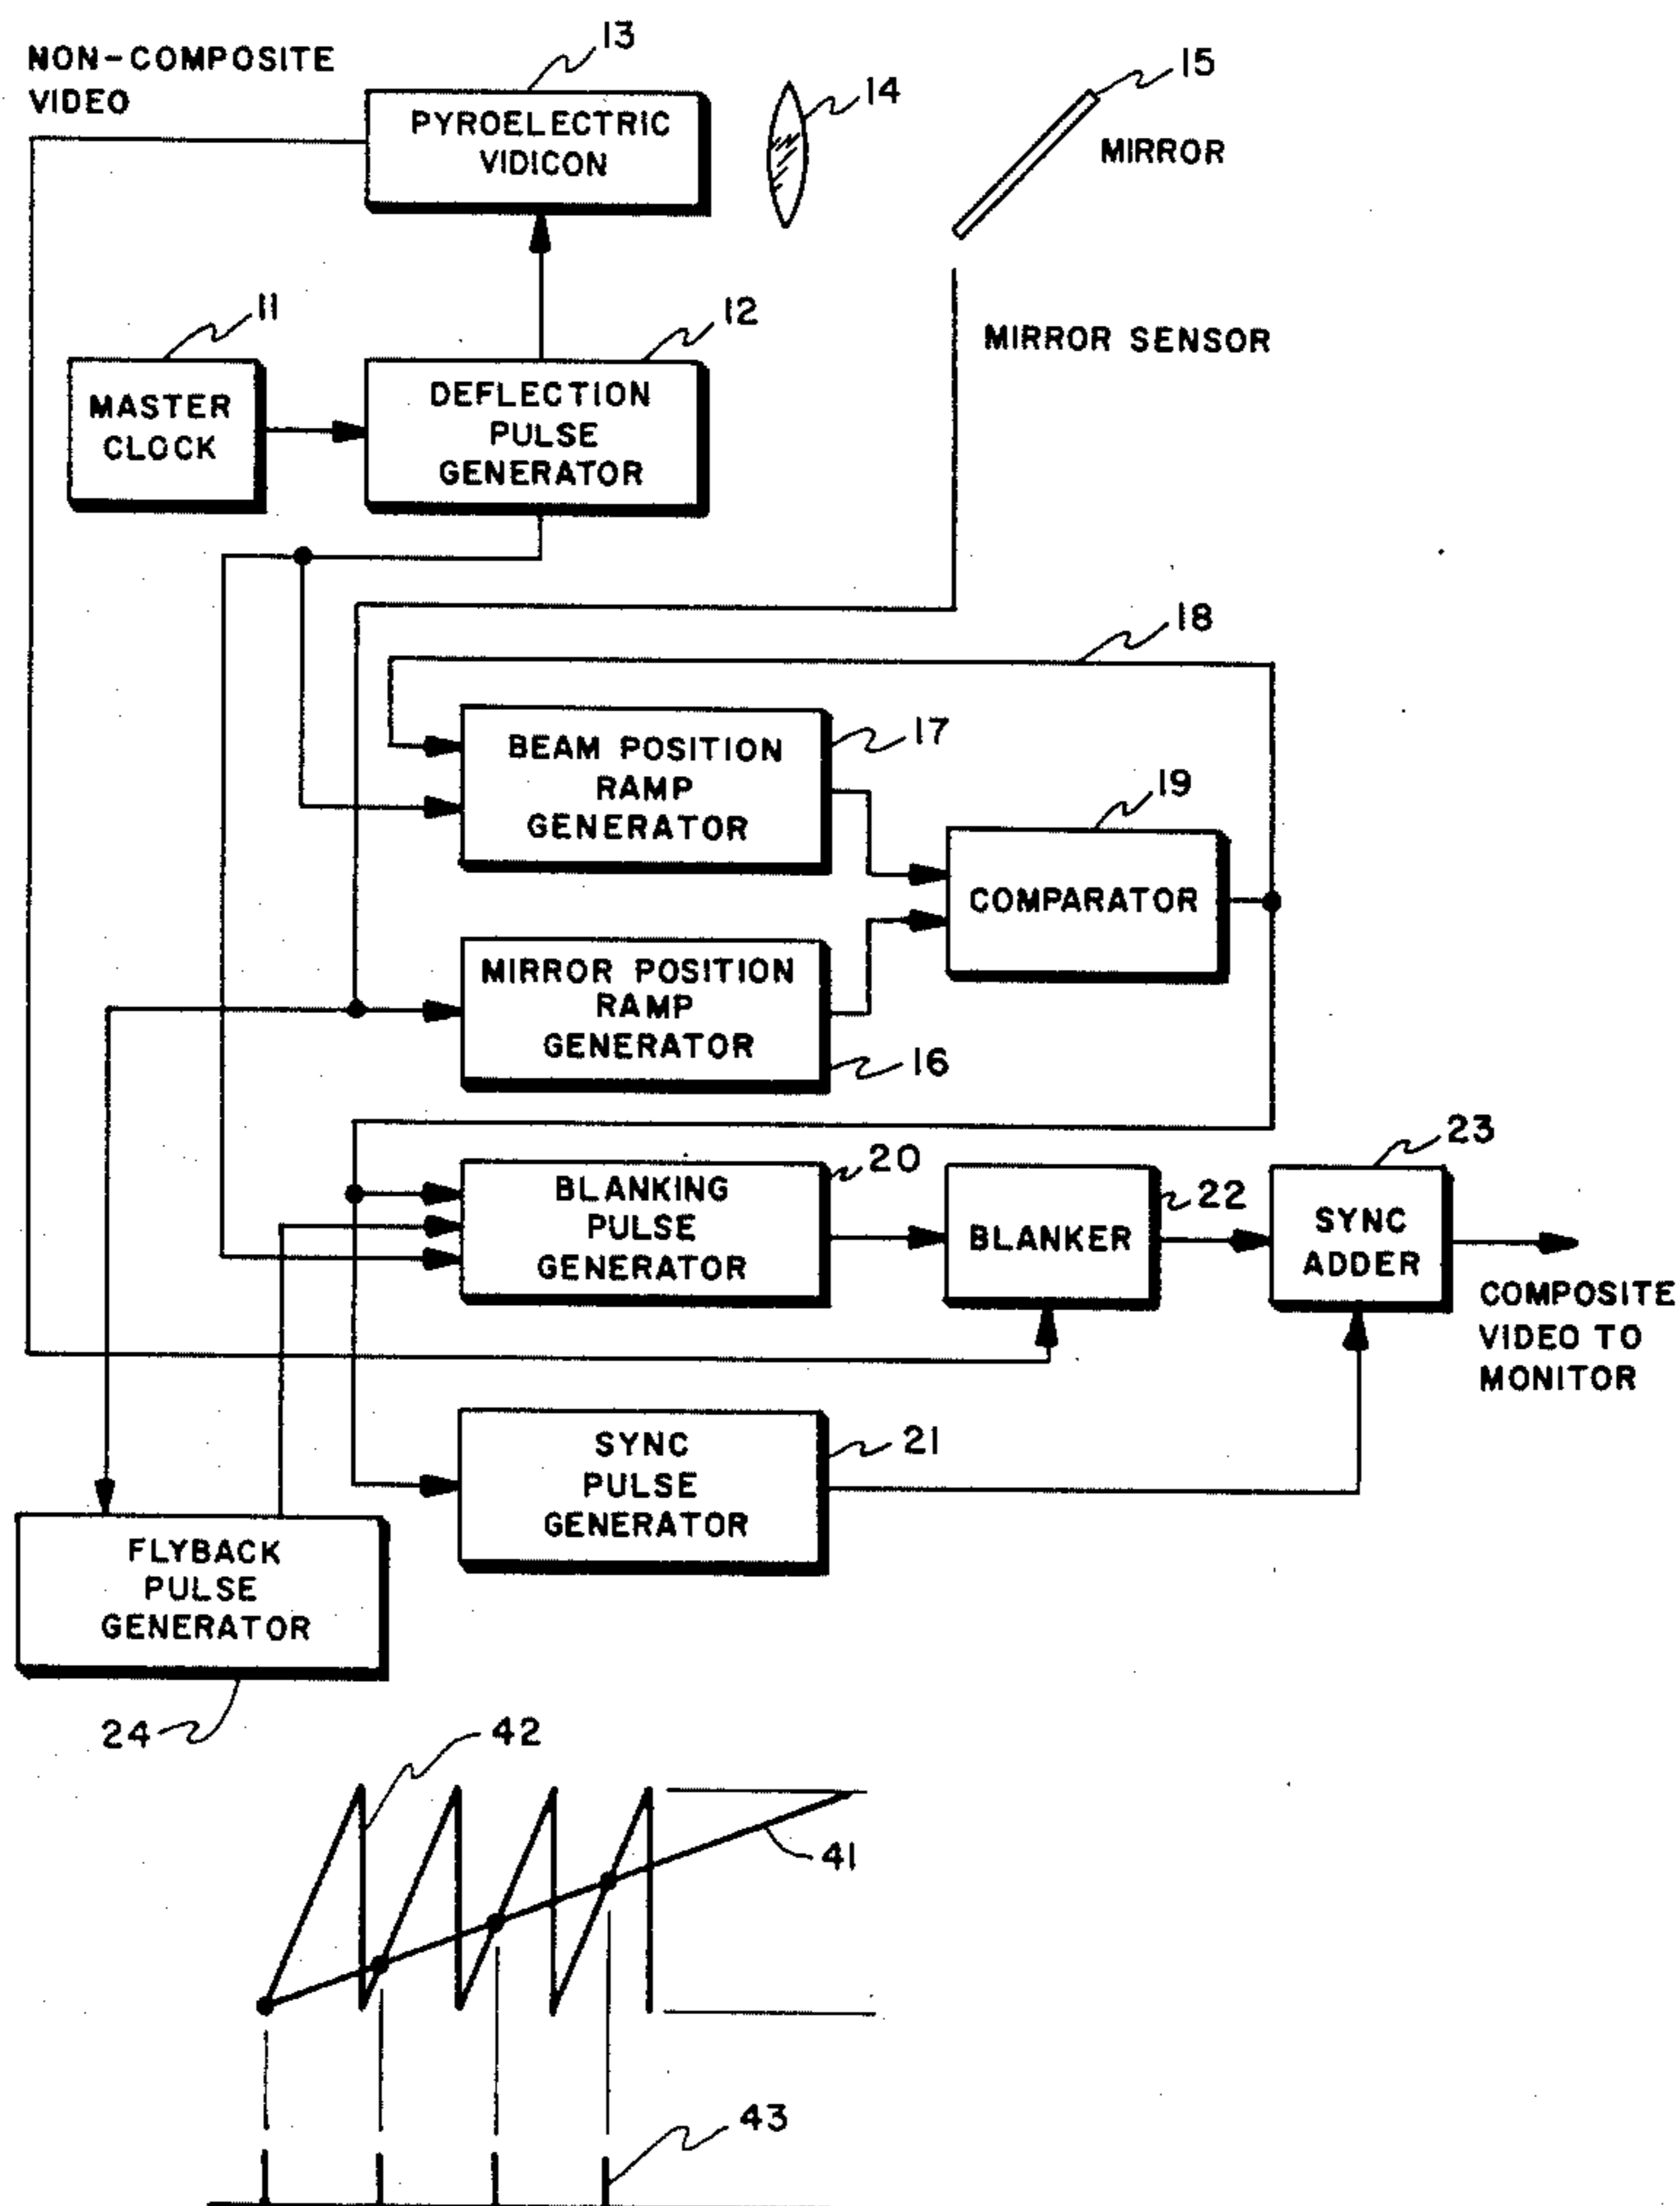 NON-COMPOSITE
VIDEO
13
PYROELECTRIC
VIDICON
14
15
MIRROR
11
MASTER
CLOCK
12
DEFLECTION
PULSE
GENERATOR
MIRROR SENSOR
18
BEAM POSITION
RAMP
GENERATOR
17
19
COMPARATOR
MIRROR POSITION
RAMP
GENERATOR
16
BLANKING
PULSE
GENERATOR
20
BLANKER
22
23
SYNC
ADDER
COMPOSITE
VIDEO TO
MONITOR
SYNC
PULSE
GENERATOR
21
FLYBACK
PULSE
GENERATOR
24
42
41
43